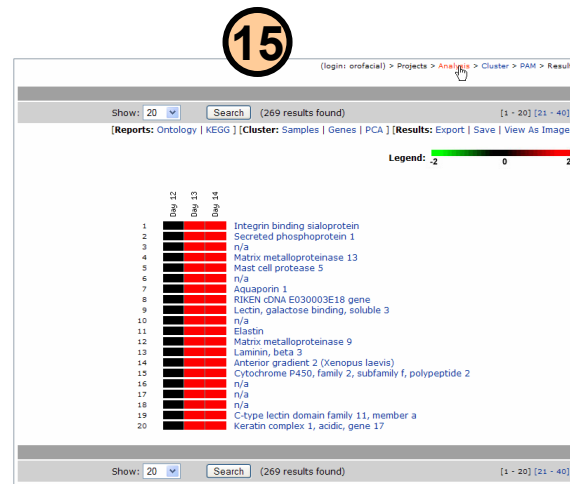 15
(login: orofacial) > Projects > Analysis > Cluster > PAM > Resul
Show: 20 Search (269 results found) [1 - 20] [21 - 40]
[Reports: Ontology | KEGG ] [Cluster: Samples | Genes | PCA ] [Results: Export | Save | View As Image
Legend:
-2 0 2
Day 12 Day 13 Day 14
1 Integrin binding sialoprotein
2 Secreted phosphoprotein 1
3 n/a
4 Matrix metalloproteinase 13
5 Mast cell protease 5
6 n/a
7 Aquaporin 1
8 RIKEN cDNA E030003E18 gene
9 Lectin, galactose binding, soluble 3
10 n/a
11 Elastin
12 Matrix metalloproteinase 9
13 Laminin, beta 3
14 Anterior gradient 2 (Xenopus laevis)
15 Cytochrome P450, family 2, subfamily f, polypeptide 2
16 n/a
17 n/a
18 n/a
19 C-type lectin domain family 11, member a
20 Keratin complex 1, acidic, gene 17
Show: 20 Search (269 results found) [1 - 20] [21 - 40]